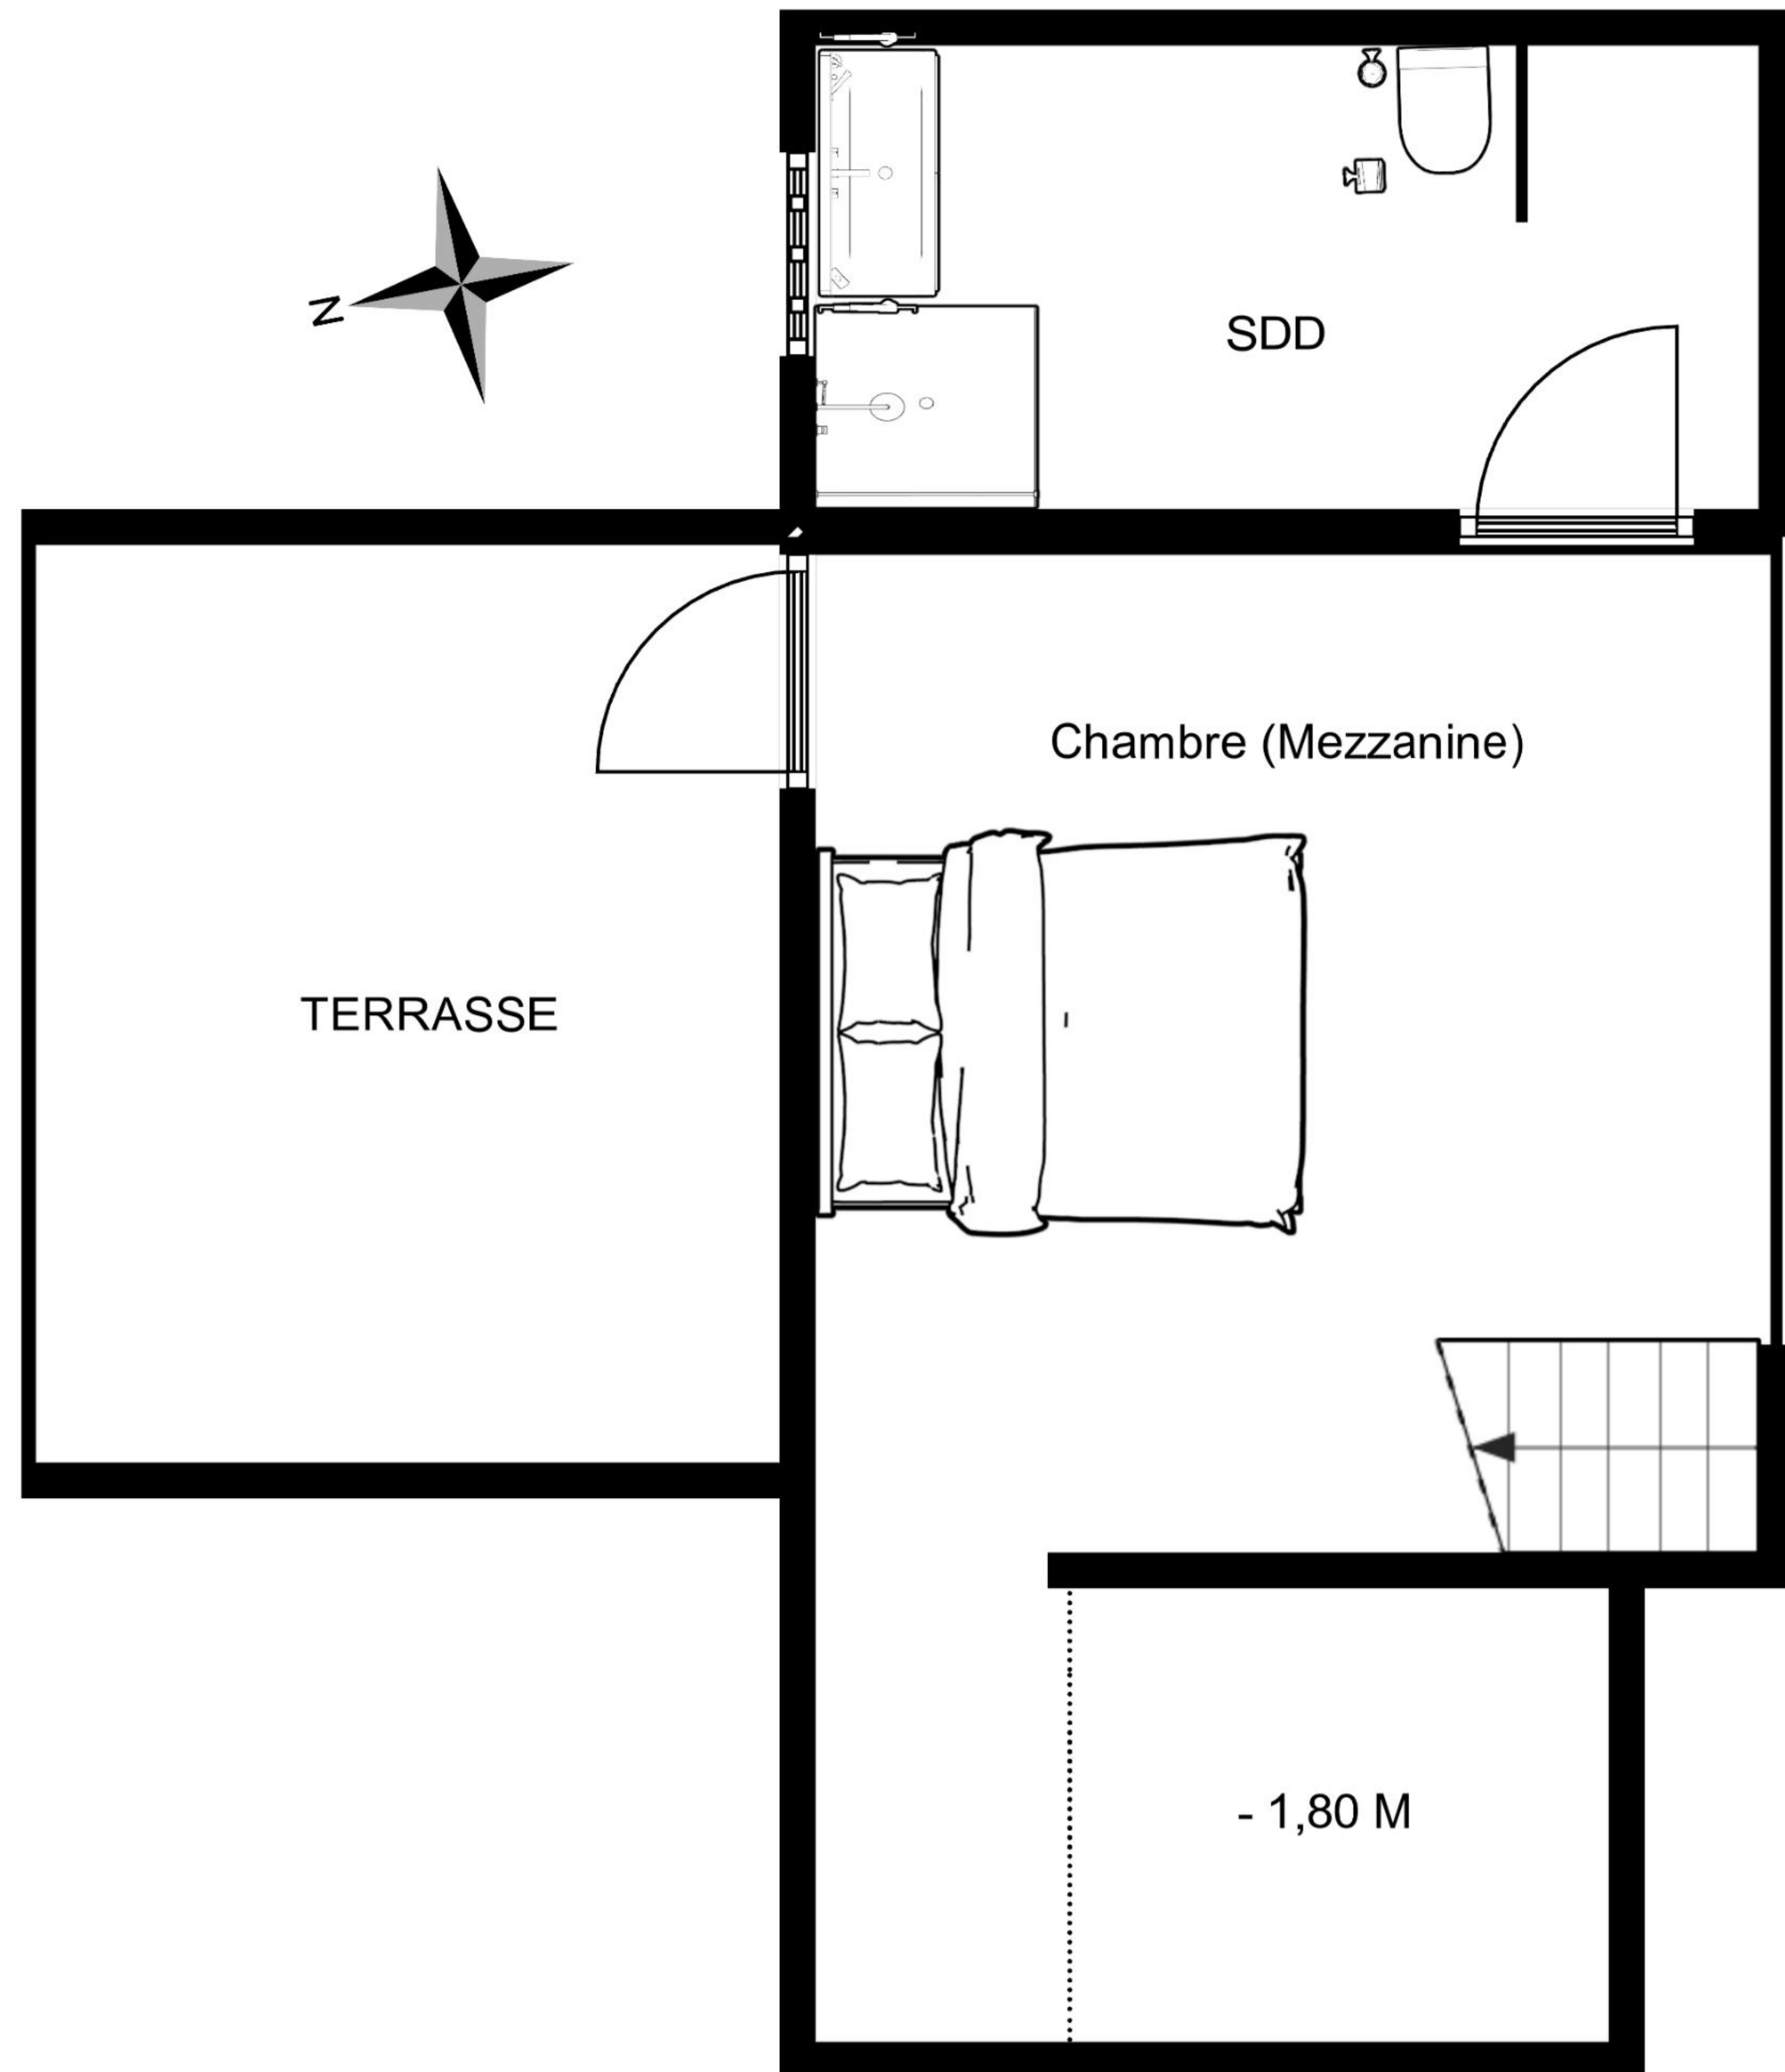 N
SDD
Chambre (Mezzanine)
TERRASSE
- 1,80 M